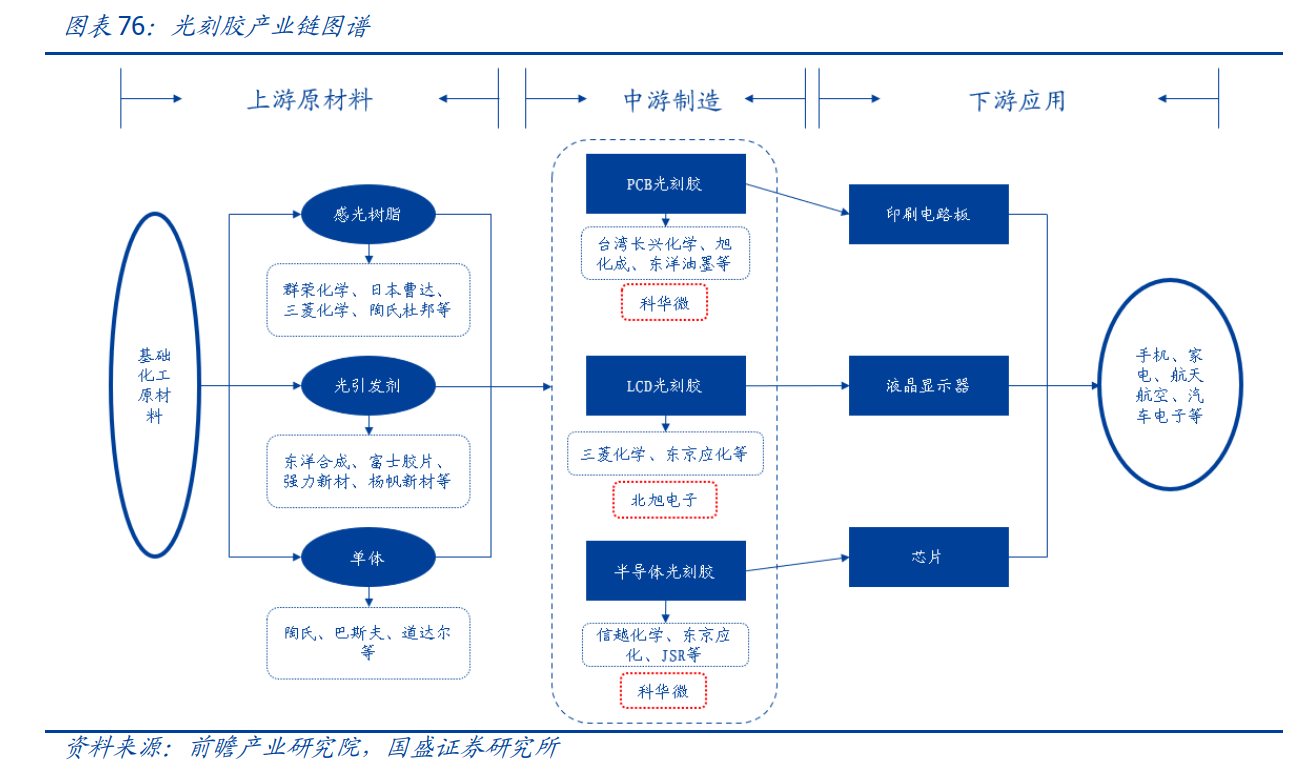 图表 76：光刻胶产业链图谱
上游原材料
中游制造
下游应用
基础
化工
原材
料
感光树脂
群荣化学、日本曹达、
三菱化学、陶氏杜邦等
光引发剂
东洋合成、富士胶片、
强力新材、杨帆新材等
单体
陶氏、巴斯夫、道达尔
等
PCB光刻胶
台湾长兴化学、旭
化成、东洋油墨等
科华微
LCD光刻胶
三菱化学、东京应化等
北旭电子
半导体光刻胶
信越化学、东京应
化、JSR等
科华微
印刷电路板
液晶显示器
芯片
手机、家
电、航天
航空、汽
车电子等
资料来源：前瞻产业研究院，国盛证券研究所